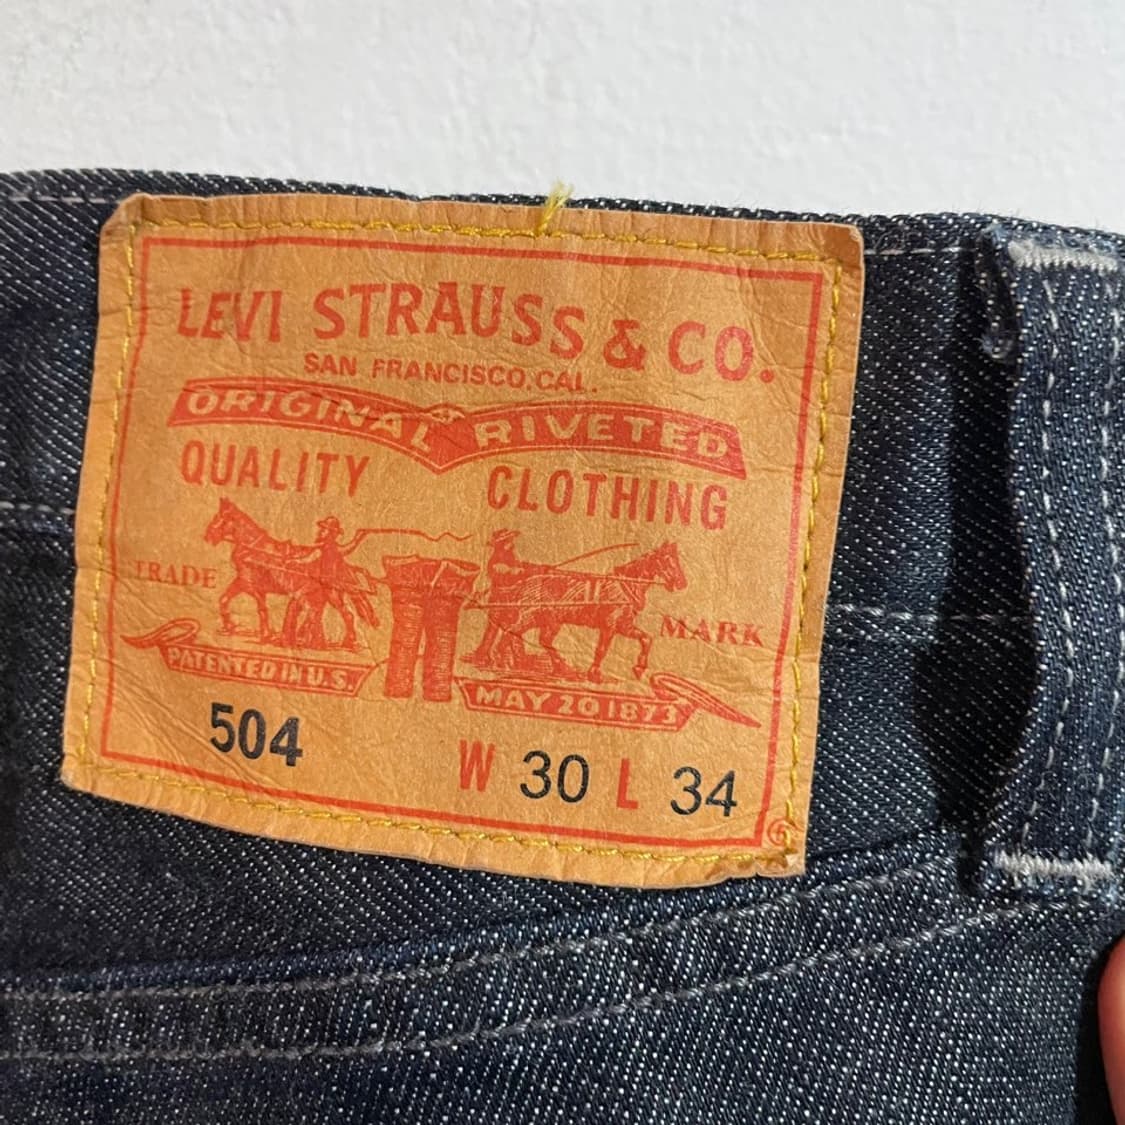 LEVI STRAUSS & CO.
SAN FRANCISCO, CAL.
ORIGINAL RIVETED
QUALITY CLOTHING
TRADE MARK
PATENTED IN U.S. MAY 20 1873
504 W 30 L 34
®